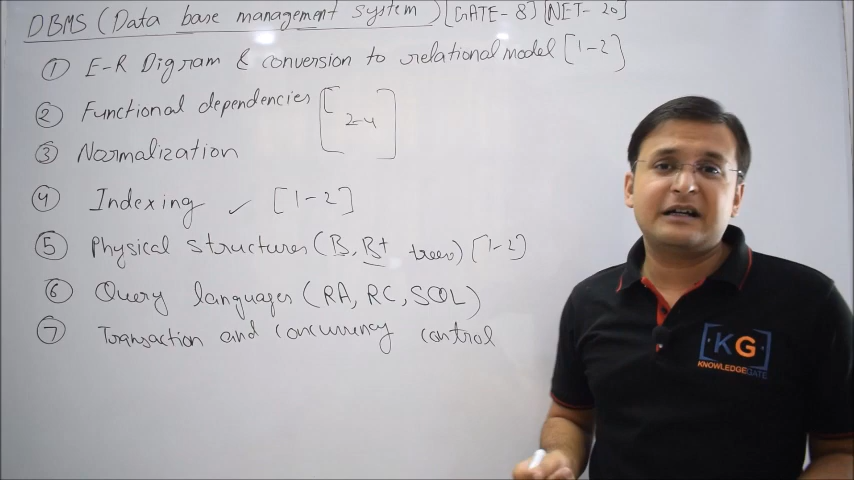 DBMS (Data base management system) [GATE-8] [NET-20]
① E-R Digram & conversion to relational model [1-2]
② Functional dependencies [2-4]
③ Normalization
④ Indexing ✓ [1-2]
⑤ Physical structures (B, B+ trees) [1-2]
⑥ Query languages (RA, RC, SQL)
⑦ Transaction and concurrency control
KG
KNOWLEDGEGATE